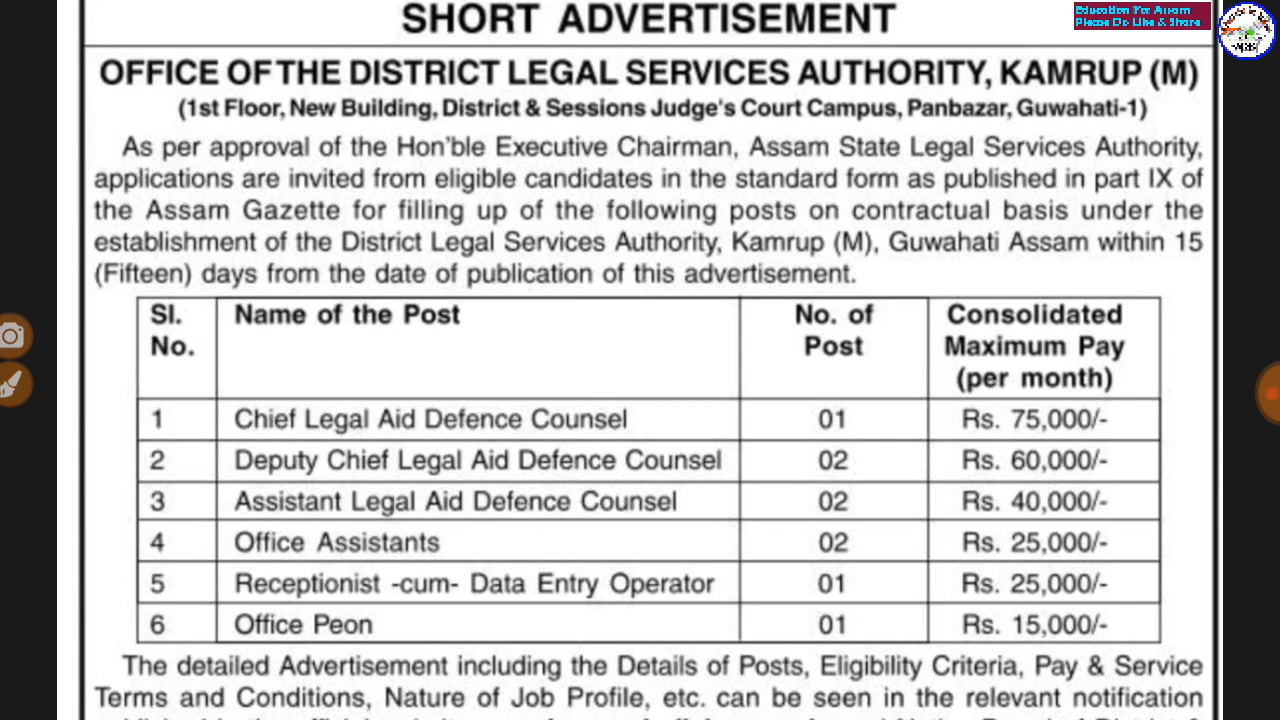 SHORT ADVERTISEMENT
Education For Assam
Please Do Like & Share
OFFICE OF THE DISTRICT LEGAL SERVICES AUTHORITY, KAMRUP (M)
(1st Floor, New Building, District & Sessions Judge's Court Campus, Panbazar, Guwahati-1)
As per approval of the Hon'ble Executive Chairman, Assam State Legal Services Authority,
applications are invited from eligible candidates in the standard form as published in part IX of
the Assam Gazette for filling up of the following posts on contractual basis under the
establishment of the District Legal Services Authority, Kamrup (M), Guwahati Assam within 15
(Fifteen) days from the date of publication of this advertisement.
Sl. No. Name of the Post No. of Post Consolidated Maximum Pay (per month)
1 Chief Legal Aid Defence Counsel 01 Rs. 75,000/-
2 Deputy Chief Legal Aid Defence Counsel 02 Rs. 60,000/-
3 Assistant Legal Aid Defence Counsel 02 Rs. 40,000/-
4 Office Assistants 02 Rs. 25,000/-
5 Receptionist -cum- Data Entry Operator 01 Rs. 25,000/-
6 Office Peon 01 Rs. 15,000/-
The detailed Advertisement including the Details of Posts, Eligibility Criteria, Pay & Service
Terms and Conditions, Nature of Job Profile, etc. can be seen in the relevant notification